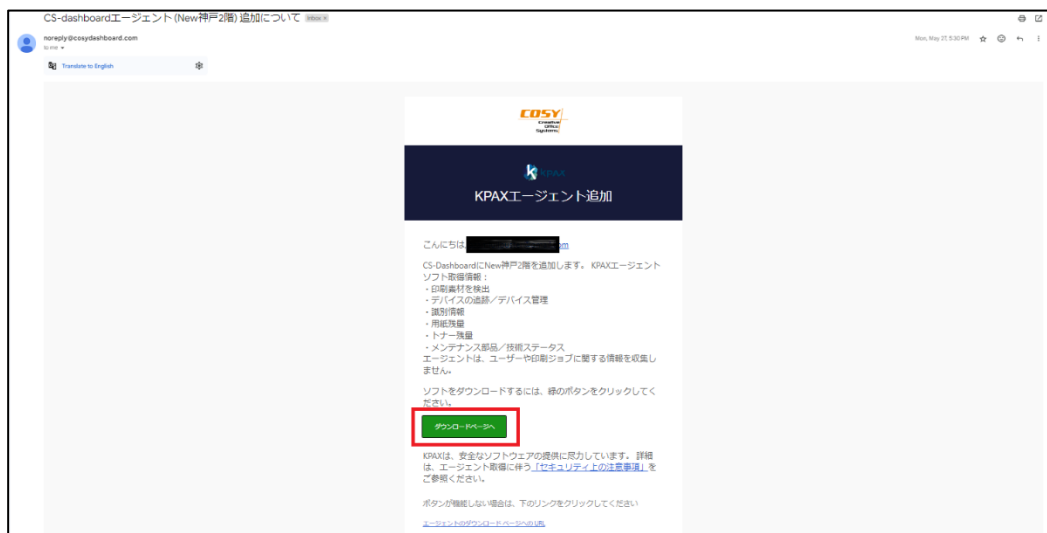 CS-dashboardエージェント (New神戸2階) 追加について Inbox ×
noreply@cosydashboard.com
Mon, May 27, 5:30 PM
to me
Translate to English
COSY
Creative
Office
Systems
kpax
KPAXエージェント追加
こんにちは
om
CS-DashboardにNew神戸2階を追加します。 KPAXエージェント
ソフト取得情報：
・印刷素材を検出
・デバイスの追跡／デバイス管理
・識別情報
・用紙残量
・トナー残量
・メンテナンス部品／技術ステータス
エージェントは、ユーザーや印刷ジョブに関する情報を収集し
ません。
ソフトをダウンロードするには、緑のボタンをクリックしてく
ださい。
ダウンロードページへ
KPAXは、安全なソフトウェアの提供に尽力しています。 詳細
は、エージェント取得に伴う「セキュリティ上の注意事項」を
ご参照ください。
ボタンが機能しない場合は、下のリンクをクリックしてください
エージェントのダウンロード ページへの URL